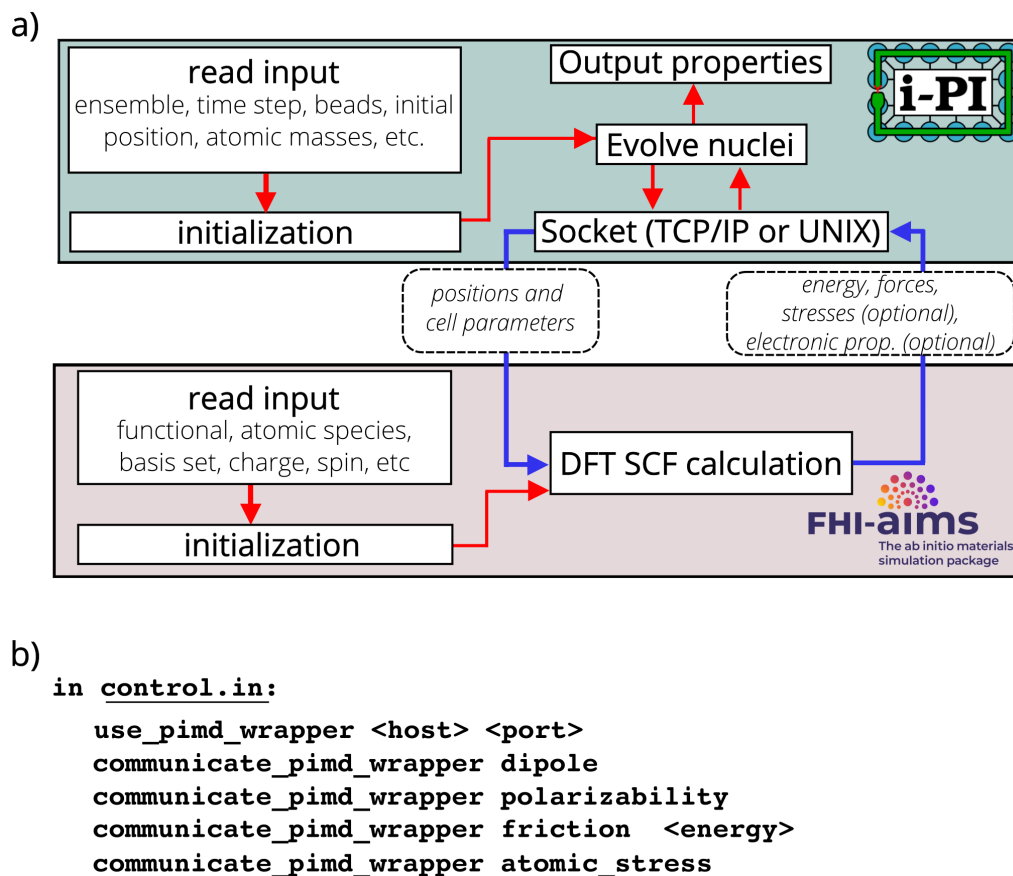 a)
read input
ensemble, time step, beads, initial
position, atomic masses, etc.
initialization
Output properties
Evolve nuclei
Socket (TCP/IP or UNIX)
i-PI
positions and
cell parameters
energy, forces,
stresses (optional),
electronic prop. (optional)
read input
functional, atomic species,
basis set, charge, spin, etc
initialization
DFT SCF calculation
FHI-aims
The ab initio materials
simulation package
b)
in control.in:
use_pimd_wrapper <host> <port>
communicate_pimd_wrapper dipole
communicate_pimd_wrapper polarizability
communicate_pimd_wrapper friction <energy>
communicate_pimd_wrapper atomic_stress